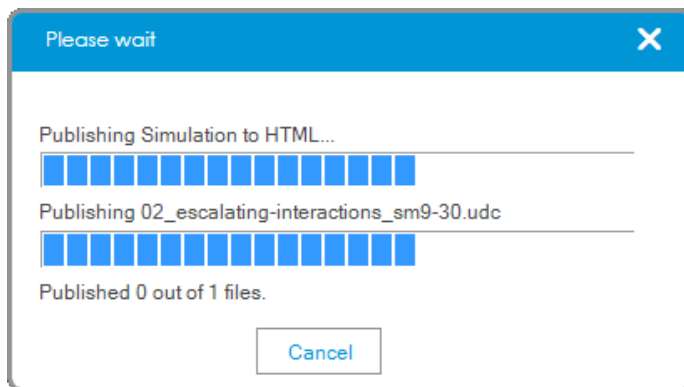 Please wait
Publishing Simulation to HTML...
Publishing 02_escalating-interactions_sm9-30.udc
Published 0 out of 1 files.
Cancel